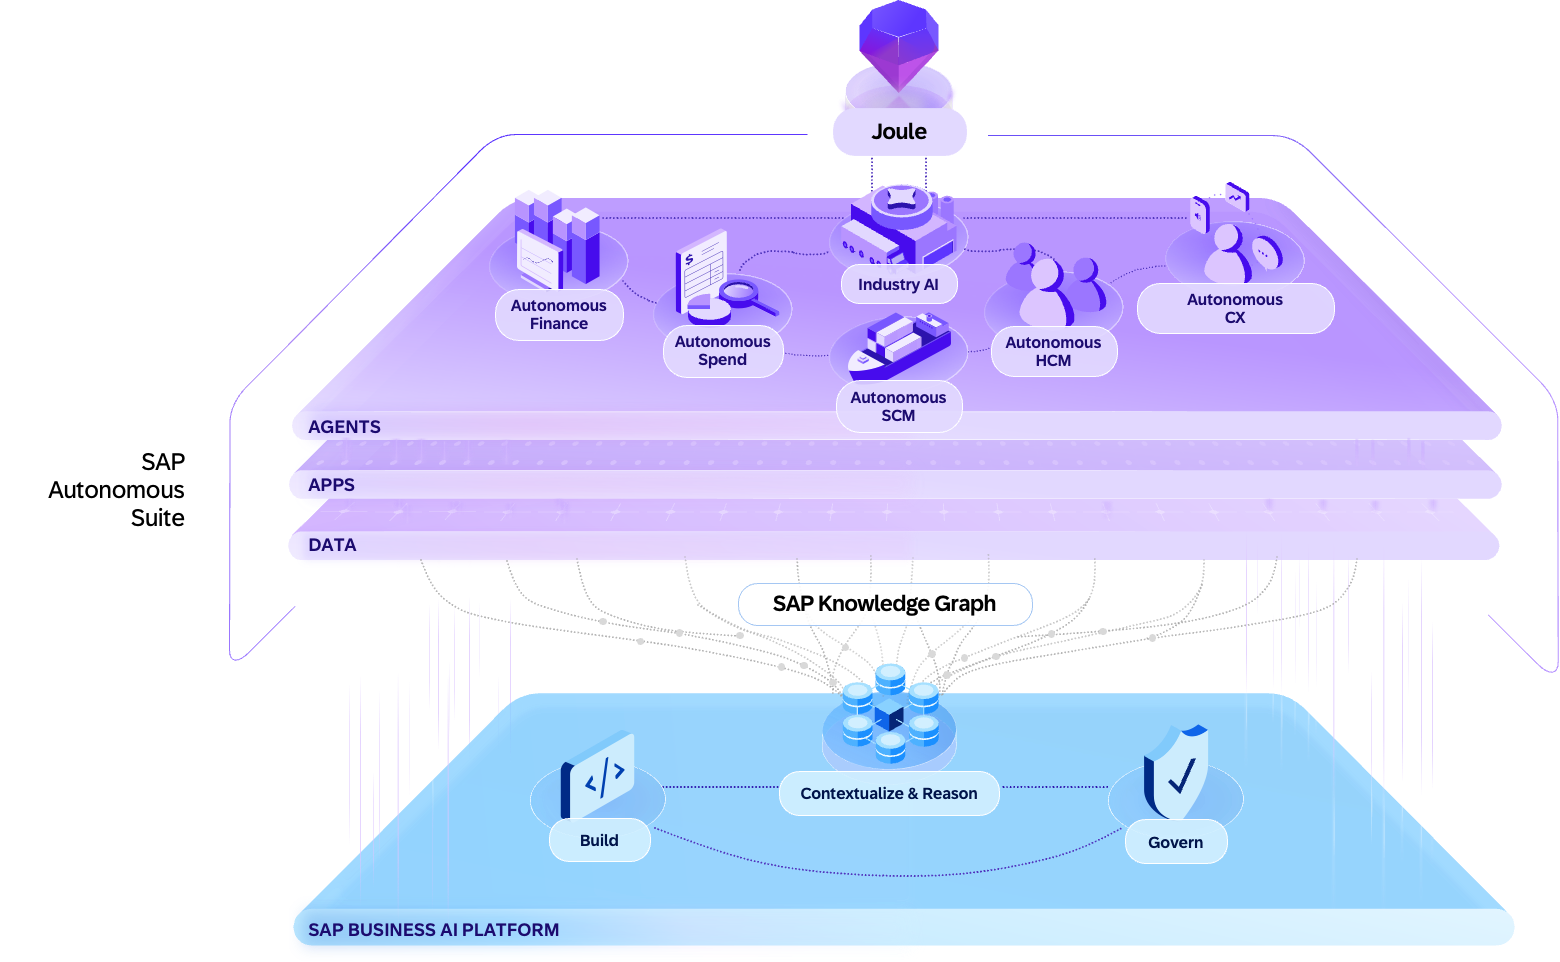 Joule
Industry AI
Autonomous
Finance
Autonomous
Spend
Autonomous
HCM
Autonomous
CX
Autonomous
SCM
AGENTS
APPS
DATA
SAP
Autonomous
Suite
SAP Knowledge Graph
Contextualize & Reason
Build
Govern
SAP BUSINESS AI PLATFORM